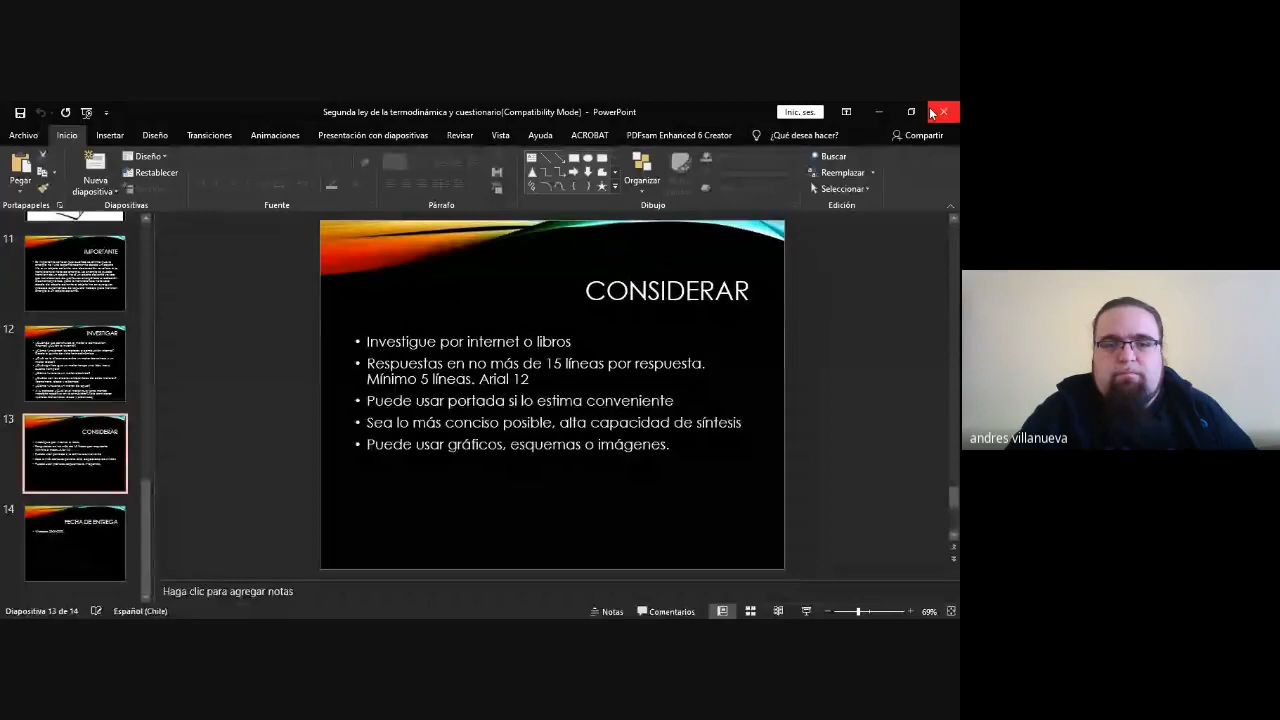 Segunda ley de la termodinámica y cuestionario[Compatibility Mode] - PowerPoint
Inic. ses.
Archivo Inicio Insertar Diseño Transiciones Animaciones Presentación con diapositivas Revisar Vista Ayuda ACROBAT PDFsam Enhanced 6 Creator ¿Qué desea hacer? Compartir
Pegar
Nueva
diapositiva
Diseño
Restablecer
Organizar
Buscar
Reemplazar
Seleccionar
Portapapeles Diapositivas Fuente Párrafo Dibujo Edición
11
IMPORTANTE
12
INVESTIGAR
13
CONSIDERAR
14
FECHA DE ENTREGA
CONSIDERAR
• Investigue por internet o libros
• Respuestas en no más de 15 líneas por respuesta.
Mínimo 5 líneas. Arial 12
• Puede usar portada si lo estima conveniente
• Sea lo más conciso posible, alta capacidad de síntesis
• Puede usar gráficos, esquemas o imágenes.
andres villanueva
Haga clic para agregar notas
Diapositiva 13 de 14 Español (Chile) Notas Comentarios 69%